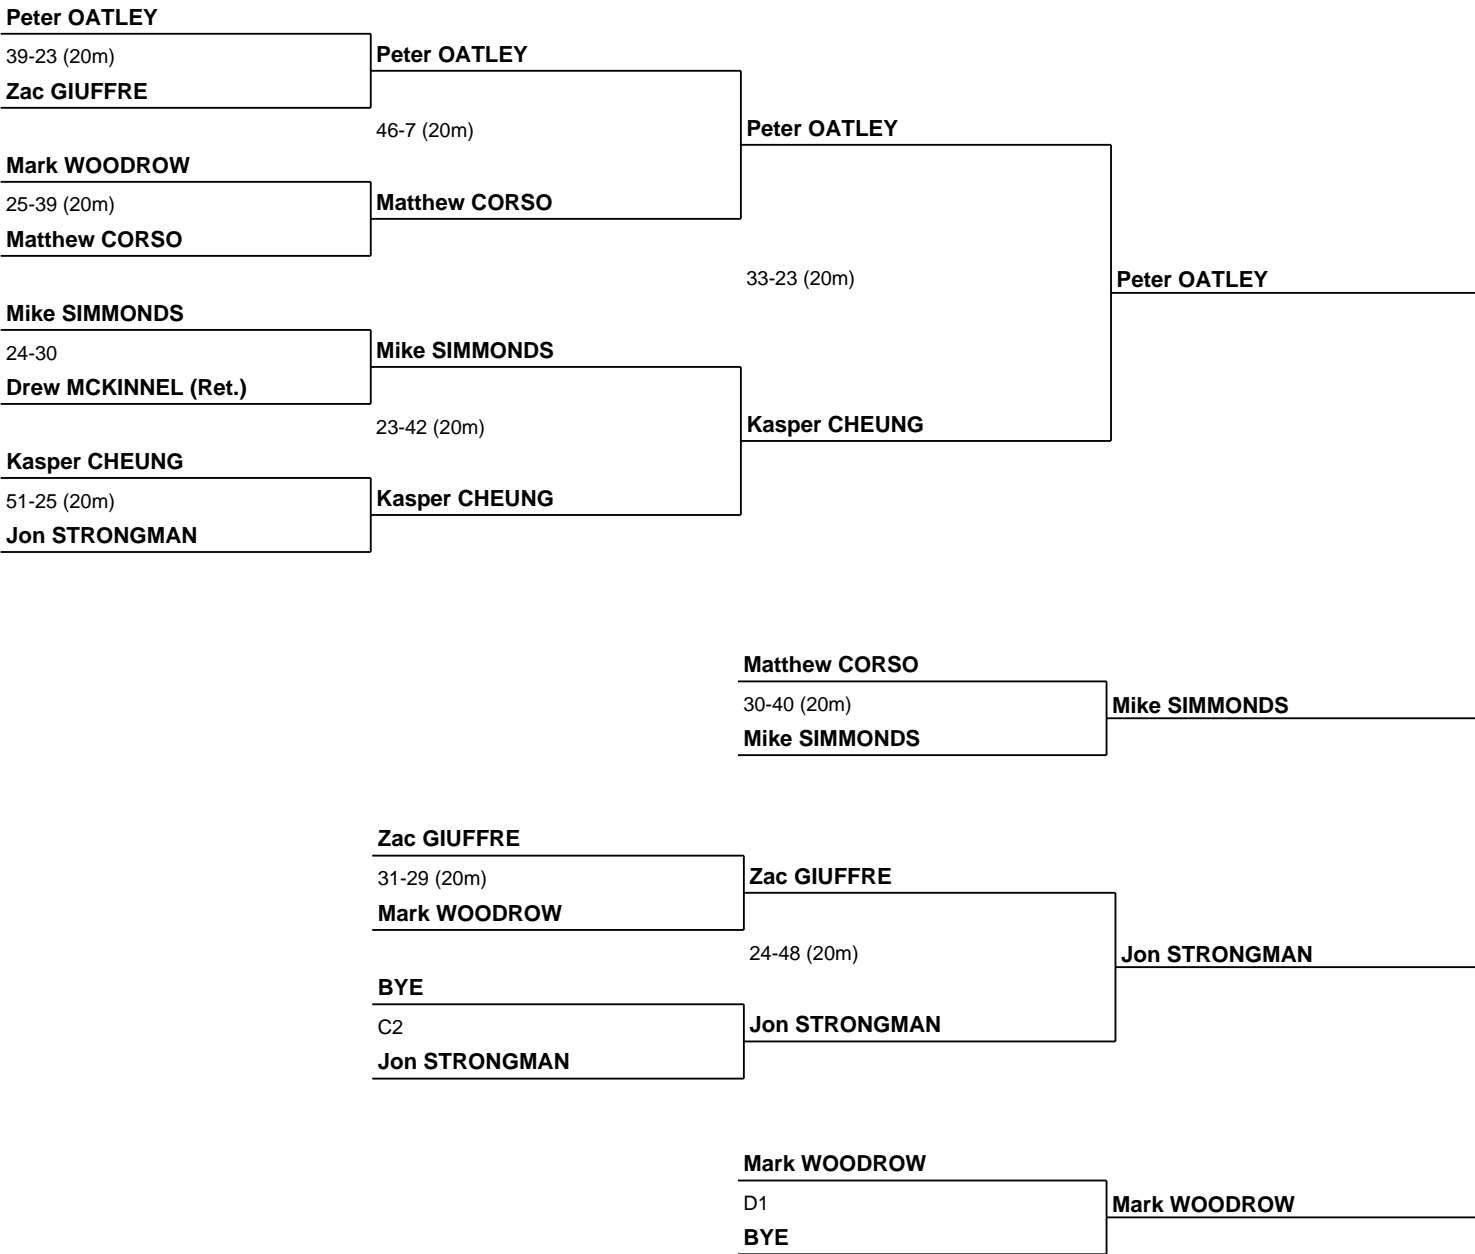 Peter OATLEY
39-23 (20m)
Zac GIUFFRE
Peter OATLEY
46-7 (20m)
Mark WOODROW
25-39 (20m)
Matthew CORSO
Matthew CORSO
Peter OATLEY
33-23 (20m)
Peter OATLEY
Mike SIMMONDS
24-30
Drew MCKINNEL (Ret.)
Mike SIMMONDS
23-42 (20m)
Kasper CHEUNG
51-25 (20m)
Jon STRONGMAN
Kasper CHEUNG
Kasper CHEUNG
Matthew CORSO
30-40 (20m)
Mike SIMMONDS
Mike SIMMONDS
Zac GIUFFRE
31-29 (20m)
Mark WOODROW
Zac GIUFFRE
24-48 (20m)
BYE
C2
Jon STRONGMAN
Jon STRONGMAN
Jon STRONGMAN
Mark WOODROW
D1
BYE
Mark WOODROW